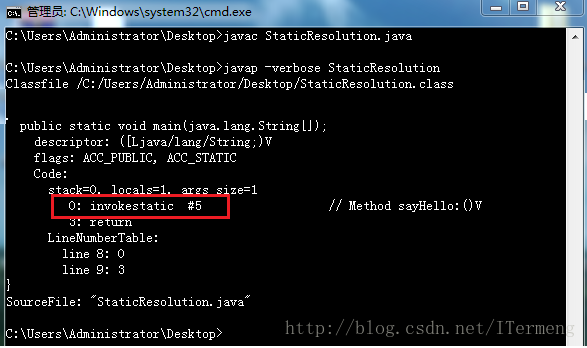 管理员: C:\Windows\system32\cmd.exe
C:\Users\Administrator\Desktop>javac StaticResolution.java
C:\Users\Administrator\Desktop>javap -verbose StaticResolution
Classfile /C:/Users/Administrator/Desktop/StaticResolution.class
public static void main(java.lang.String[]);
descriptor: ([Ljava/lang/String;)V
flags: ACC_PUBLIC, ACC_STATIC
Code:
stack=0, locals=1, args_size=1
0: invokestatic #5 // Method sayHello:()V
3: return
LineNumberTable:
line 8: 0
line 9: 3
}
SourceFile: "StaticResolution.java"
C:\Users\Administrator\Desktop>
http://blog.csdn.net/ITermeng